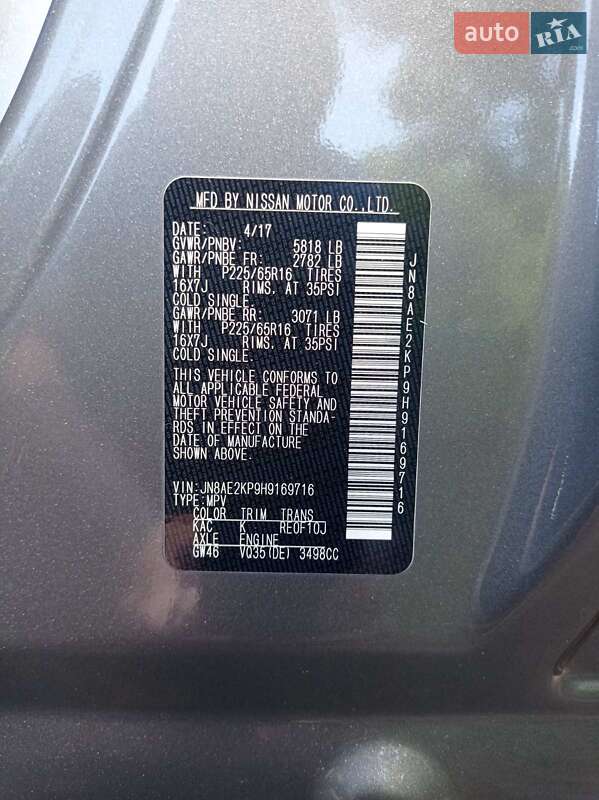 auto RIA .com
MFD BY NISSAN MOTOR CO.,LTD.
DATE: 4/17
GVWR/PNBV: 5818 LB
GAWR/PNBE FR: 2782 LB
WITH P225/65R16 TIRES
16X7J RIMS, AT 35PSI
COLD SINGLE.
GAWR/PNBE RR: 3071 LB
WITH P225/65R16 TIRES
16X7J RIMS, AT 35PSI
COLD SINGLE.
THIS VEHICLE CONFORMS TO
ALL APPLICABLE FEDERAL
MOTOR VEHICLE SAFETY AND
THEFT PREVENTION STANDA-
RDS IN EFFECT ON THE
DATE OF MANUFACTURE
SHOWN ABOVE.
VIN:JN8AE2KP9H9169716
TYPE:MPV
COLOR TRIM TRANS
KAC K RE0F10J
AXLE ENGINE
GW46 VQ35(DE) 3498CC
JN8AE2KP9H9169716